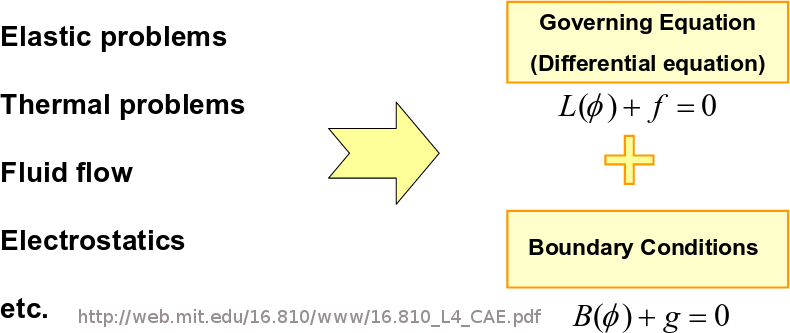 Elastic problems
Thermal problems
Fluid flow
Electrostatics
etc.
http://web.mit.edu/16.810/www/16.810_L4_CAE.pdf
Governing Equation
(Differential equation)
L(ϕ) + f = 0
Boundary Conditions
B(ϕ) + g = 0